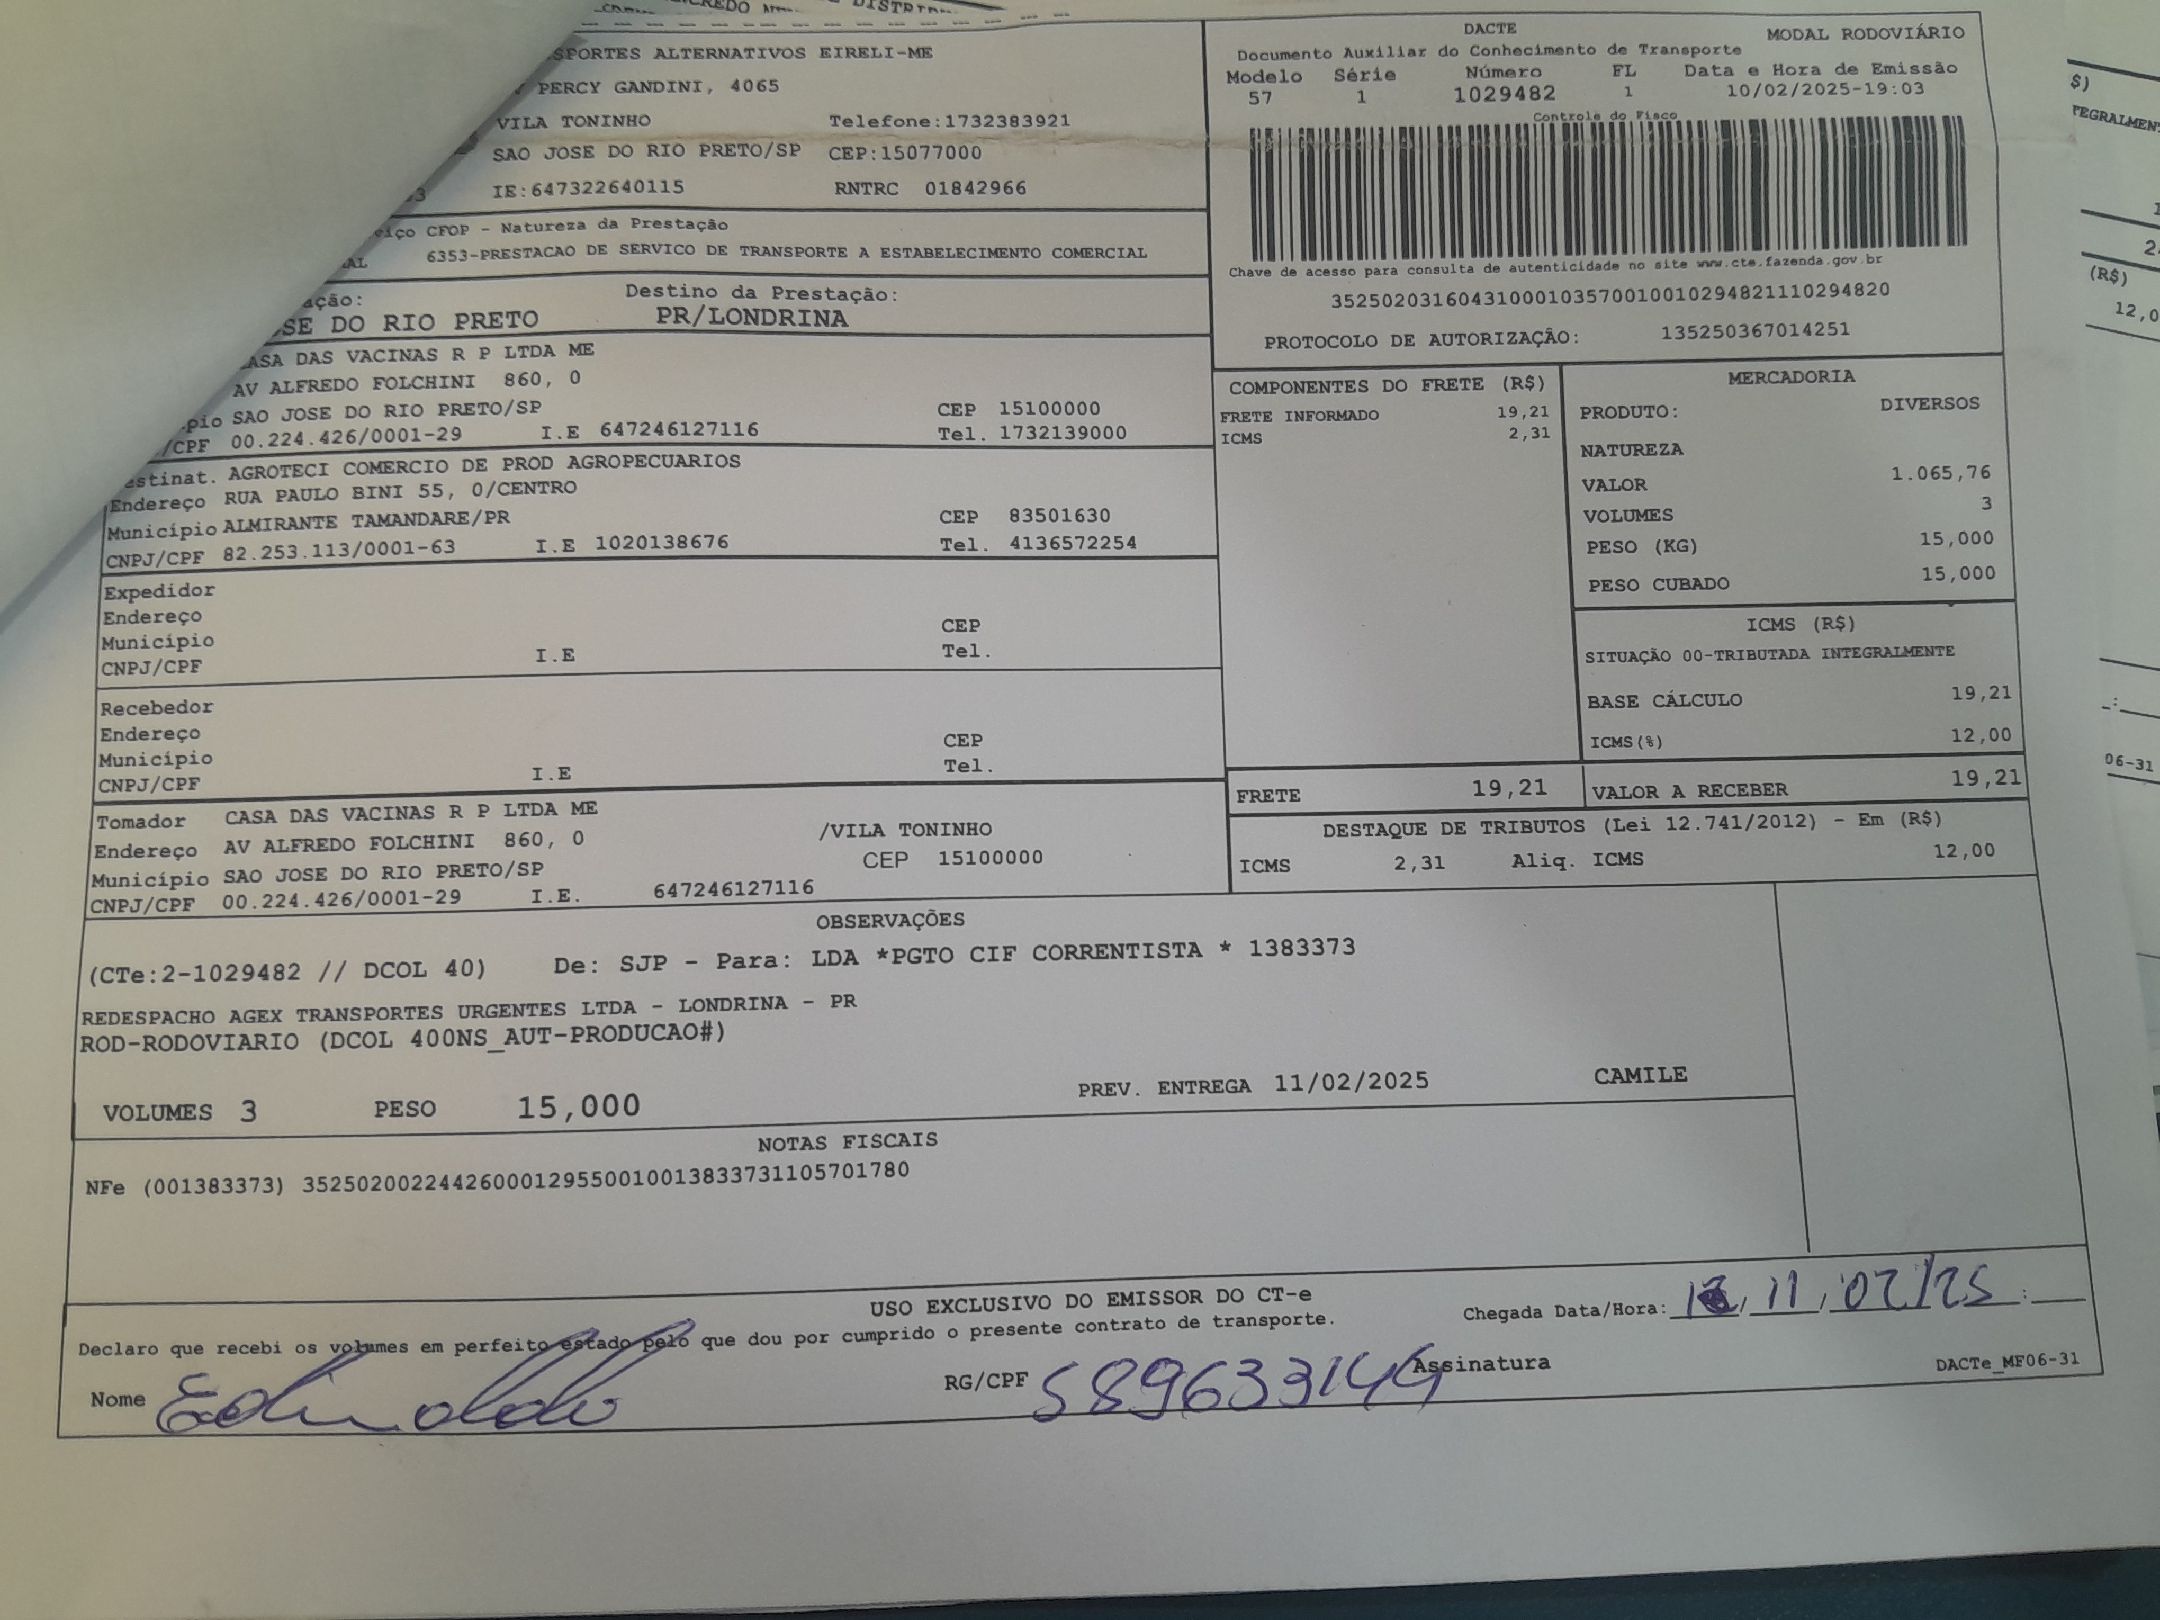 SPORTES ALTERNATIVOS EIRELI-ME
PERCY GANDINI, 4065
VILA TONINHO Telefone:1732383921
SAO JOSE DO RIO PRETO/SP CEP:15077000
IE:647322640115 RNTRC 01842966
CFOP - Natureza da Prestação
6353-PRESTACAO DE SERVICO DE TRANSPORTE A ESTABELECIMENTO COMERCIAL
ação: Destino da Prestação:
SE DO RIO PRETO PR/LONDRINA
DACTE
MODAL RODOVIÁRIO
Documento Auxiliar do Conhecimento de Transporte
Modelo Série Número FL Data e Hora de Emissão
57 1 1029482 1 10/02/2025-19:03
Controle do Fisco
Chave de acesso para consulta de autenticidade no site www.cte.fazenda.gov.br
35250203160431000103570010010294821110294820
PROTOCOLO DE AUTORIZAÇÃO: 135250367014251
ASA DAS VACINAS R P LTDA ME
AV ALFREDO FOLCHINI 860, 0
pio SAO JOSE DO RIO PRETO/SP CEP 15100000
/CPF 00.224.426/0001-29 I.E 647246127116 Tel. 1732139000
estinat. AGROTECI COMERCIO DE PROD AGROPECUARIOS
Endereço RUA PAULO BINI 55, 0/CENTRO
Município ALMIRANTE TAMANDARE/PR CEP 83501630
CNPJ/CPF 82.253.113/0001-63 I.E 1020138676 Tel. 4136572254
Expedidor
Endereço
Município CEP
CNPJ/CPF I.E Tel.
Recebedor
Endereço
Município CEP
CNPJ/CPF I.E Tel.
Tomador CASA DAS VACINAS R P LTDA ME
Endereço AV ALFREDO FOLCHINI 860, 0 /VILA TONINHO
Município SAO JOSE DO RIO PRETO/SP CEP 15100000
CNPJ/CPF 00.224.426/0001-29 I.E. 647246127116
COMPONENTES DO FRETE (R$)
FRETE INFORMADO 19,21
ICMS 2,31
MERCADORIA
PRODUTO: DIVERSOS
NATUREZA
VALOR 1.065,76
VOLUMES 3
PESO (KG) 15,000
PESO CUBADO 15,000
ICMS (R$)
SITUAÇÃO 00-TRIBUTADA INTEGRALMENTE
BASE CÁLCULO 19,21
ICMS(%) 12,00
FRETE 19,21 VALOR A RECEBER 19,21
DESTAQUE DE TRIBUTOS (Lei 12.741/2012) - Em (R$)
ICMS 2,31 Aliq. ICMS 12,00
OBSERVAÇÕES
(CTe:2-1029482 // DCOL 40) De: SJP - Para: LDA *PGTO CIF CORRENTISTA * 1383373
REDESPACHO AGEX TRANSPORTES URGENTES LTDA - LONDRINA - PR
ROD-RODOVIARIO (DCOL 400NS_AUT-PRODUCAO#)
VOLUMES 3 PESO 15,000 PREV. ENTREGA 11/02/2025 CAMILE
NOTAS FISCAIS
NFe (001383373) 35250200224426000129550010013833731105701780
USO EXCLUSIVO DO EMISSOR DO CT-e
Chegada Data/Hora: 11, 02/25 :
Declaro que recebi os volumes em perfeito estado pelo que dou por cumprido o presente contrato de transporte.
Nome RG/CPF 589633144 Assinatura
DACTe_MF06-31
$)
(R$)
06-31